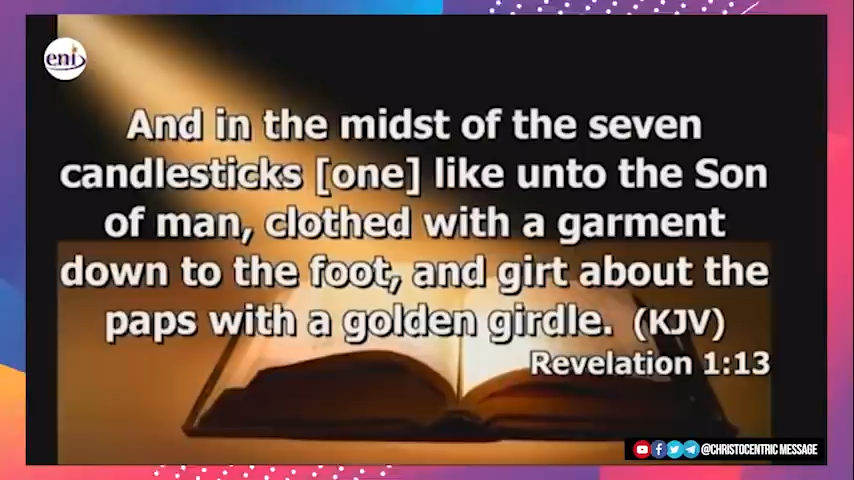 eni
And in the midst of the seven
candlesticks [one] like unto the Son
of man, clothed with a garment
down to the foot, and girt about the
paps with a golden girdle. (KJV)
Revelation 1:13
@CHRISTOCENTRIC MESSAGE